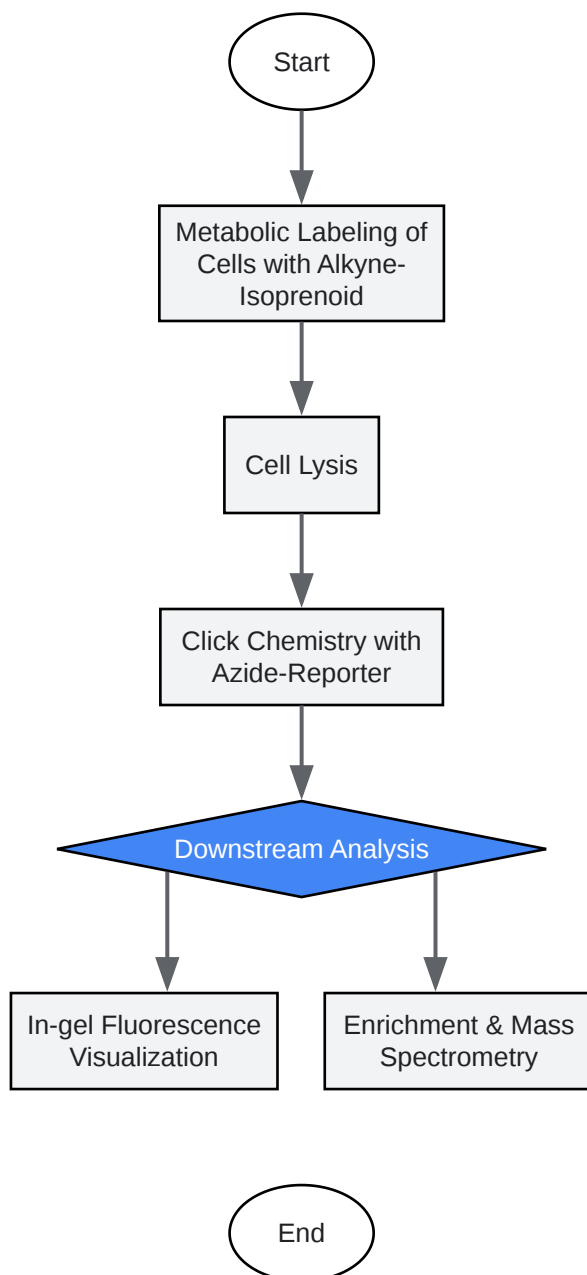 Start
Metabolic Labeling of
Cells with Alkyne-
Isoprenoid
Cell Lysis
Click Chemistry with
Azide-Reporter
Downstream Analysis
In-gel Fluorescence
Visualization
Enrichment & Mass
Spectrometry
End